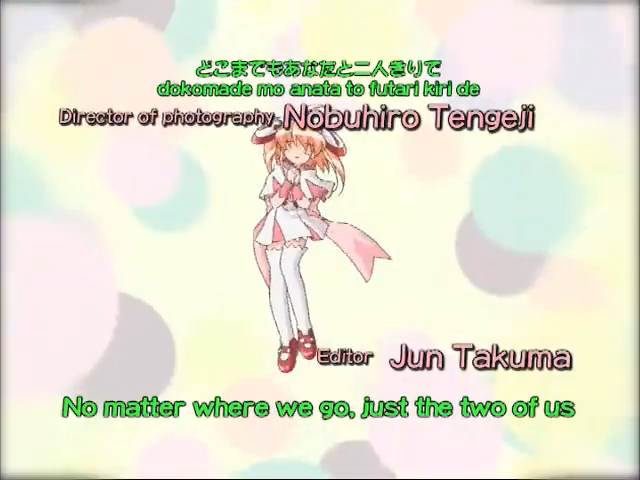 どこまでもあなたと二人きりで
dokomade mo anata to futari kiri de
Director of photography Nobuhiro Tengeji
Editor Jun Takuma
No matter where we go, just the two of us